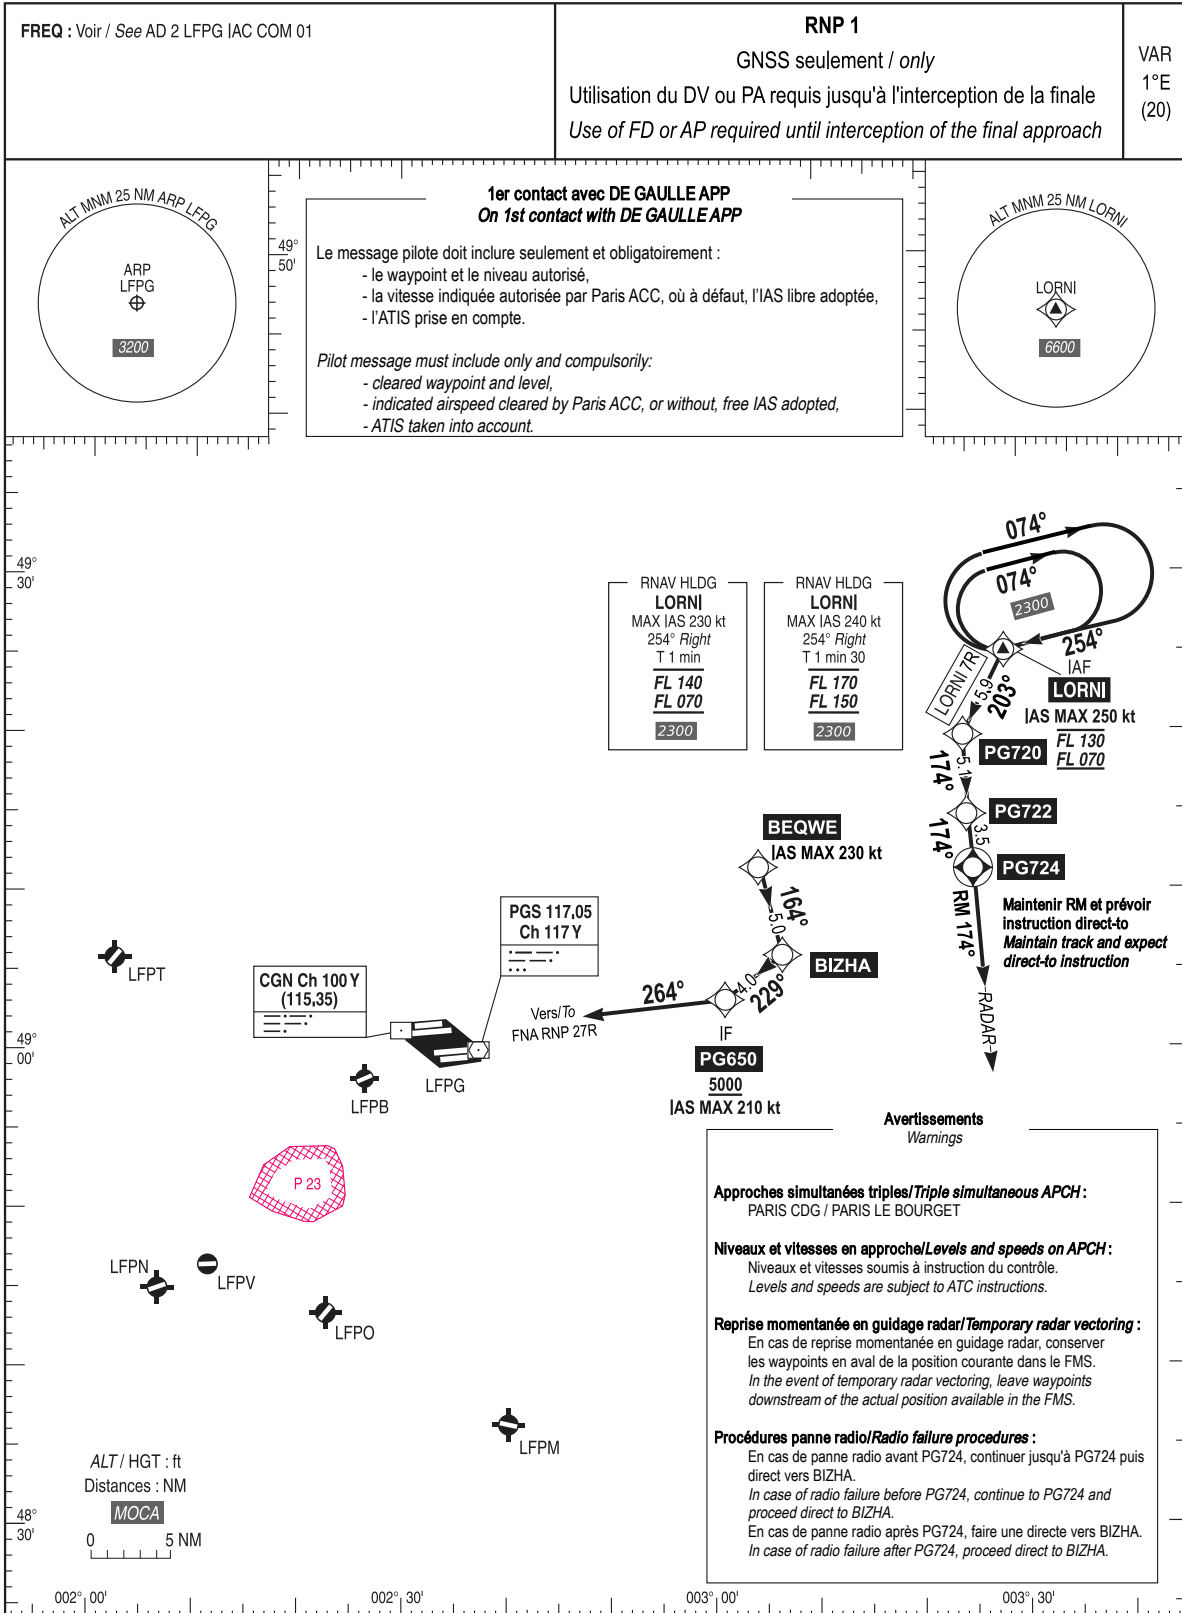 FREQ : Voir / See AD 2 LFPG IAC COM 01
RNP 1
GNSS seulement / only
Utilisation du DV ou PA requis jusqu'à l'interception de la finale
Use of FD or AP required until interception of the final approach
VAR
1°E
(20)
ALT MNM 25 NM ARP LFPG
ARP
LFPG
3200
49°
50'
1er contact avec DE GAULLE APP
On 1st contact with DE GAULLE APP
Le message pilote doit inclure seulement et obligatoirement :
- le waypoint et le niveau autorisé,
- la vitesse indiquée autorisée par Paris ACC, où à défaut, l'IAS libre adoptée,
- l'ATIS prise en compte.
Pilot message must include only and compulsorily:
- cleared waypoint and level,
- indicated airspeed cleared by Paris ACC, or without, free IAS adopted,
- ATIS taken into account.
ALT MNM 25 NM LORNI
LORNI
6600
49°
30'
RNAV HLDG
LORNI
MAX IAS 230 kt
254° Right
T 1 min
FL 140
FL 070
2300
RNAV HLDG
LORNI
MAX IAS 240 kt
254° Right
T 1 min 30
FL 170
FL 150
2300
074°
074°
2300
254°
IAF
LORNI
IAS MAX 250 kt
FL 130
FL 070
LORNI 7R
5.9
203°
PG720
5.1
174°
PG722
3.5
174°
PG724
RM 174°
RADAR
Maintenir RM et prévoir
instruction direct-to
Maintain track and expect
direct-to instruction
BEQWE
IAS MAX 230 kt
164°
5.0
BIZHA
4.0
229°
264°
Vers/To
FNA RNP 27R
IF
PG650
5000
IAS MAX 210 kt
PGS 117,05
Ch 117 Y
CGN Ch 100 Y
(115,35)
LFPT
LFPG
49°
00'
LFPB
P 23
LFPN
LFPV
LFPO
LFPM
Avertissements
Warnings
Approches simultanées triples/Triple simultaneous APCH :
PARIS CDG / PARIS LE BOURGET
Niveaux et vitesses en approche/Levels and speeds on APCH :
Niveaux et vitesses soumis à instruction du contrôle.
Levels and speeds are subject to ATC instructions.
Reprise momentanée en guidage radar/Temporary radar vectoring :
En cas de reprise momentanée en guidage radar, conserver
les waypoints en aval de la position courante dans le FMS.
In the event of temporary radar vectoring, leave waypoints
downstream of the actual position available in the FMS.
Procédures panne radio/Radio failure procedures :
En cas de panne radio avant PG724, continuer jusqu'à PG724 puis
direct vers BIZHA.
In case of radio failure before PG724, continue to PG724 and
proceed direct to BIZHA.
En cas de panne radio après PG724, faire une directe vers BIZHA.
In case of radio failure after PG724, proceed direct to BIZHA.
ALT / HGT : ft
Distances : NM
MOCA
0 5 NM
48°
30'
002° 00'
002° 30'
003° 00'
003° 30'